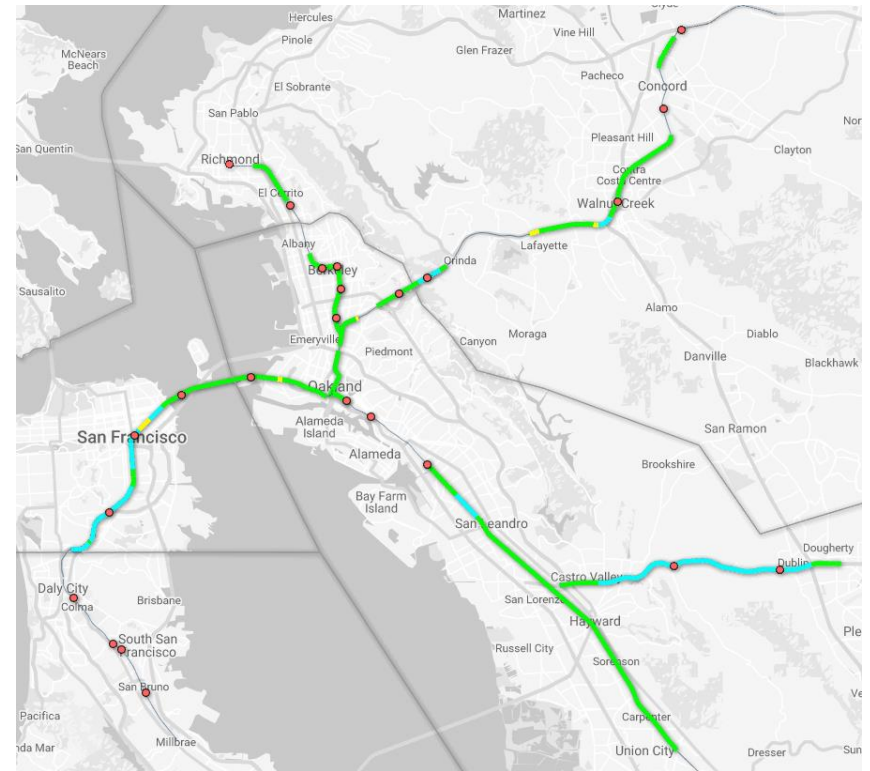 Clyde
Hercules
Martinez
Vine Hill
Pinole
McNears
Beach
Glen Frazer
Pacheco
Concord
El Sobrante
San Pablo
Pleasant Hill
San Quentin
Richmond
Clayton
Contra
Costa Centre
El Cerrito
Walnut Creek
Albany
Lafayette
Orinda
Berkeley
Sausalito
Alamo
Emeryville
Canyon
Moraga
Diablo
Piedmont
Danville
Blackhawk
Oakland
Alameda
Island
San Francisco
San Ramon
Alameda
Brookshire
Bay Farm
Island
San Leandro
Dougherty
Dublin
Castro Valley
Daly City
Colma
Brisbane
San Lorenzo
Hayward
South San
Francisco
Russell City
Sorenson
San Bruno
Pacifica
Carpenter
Millbrae
Union City
Dresser